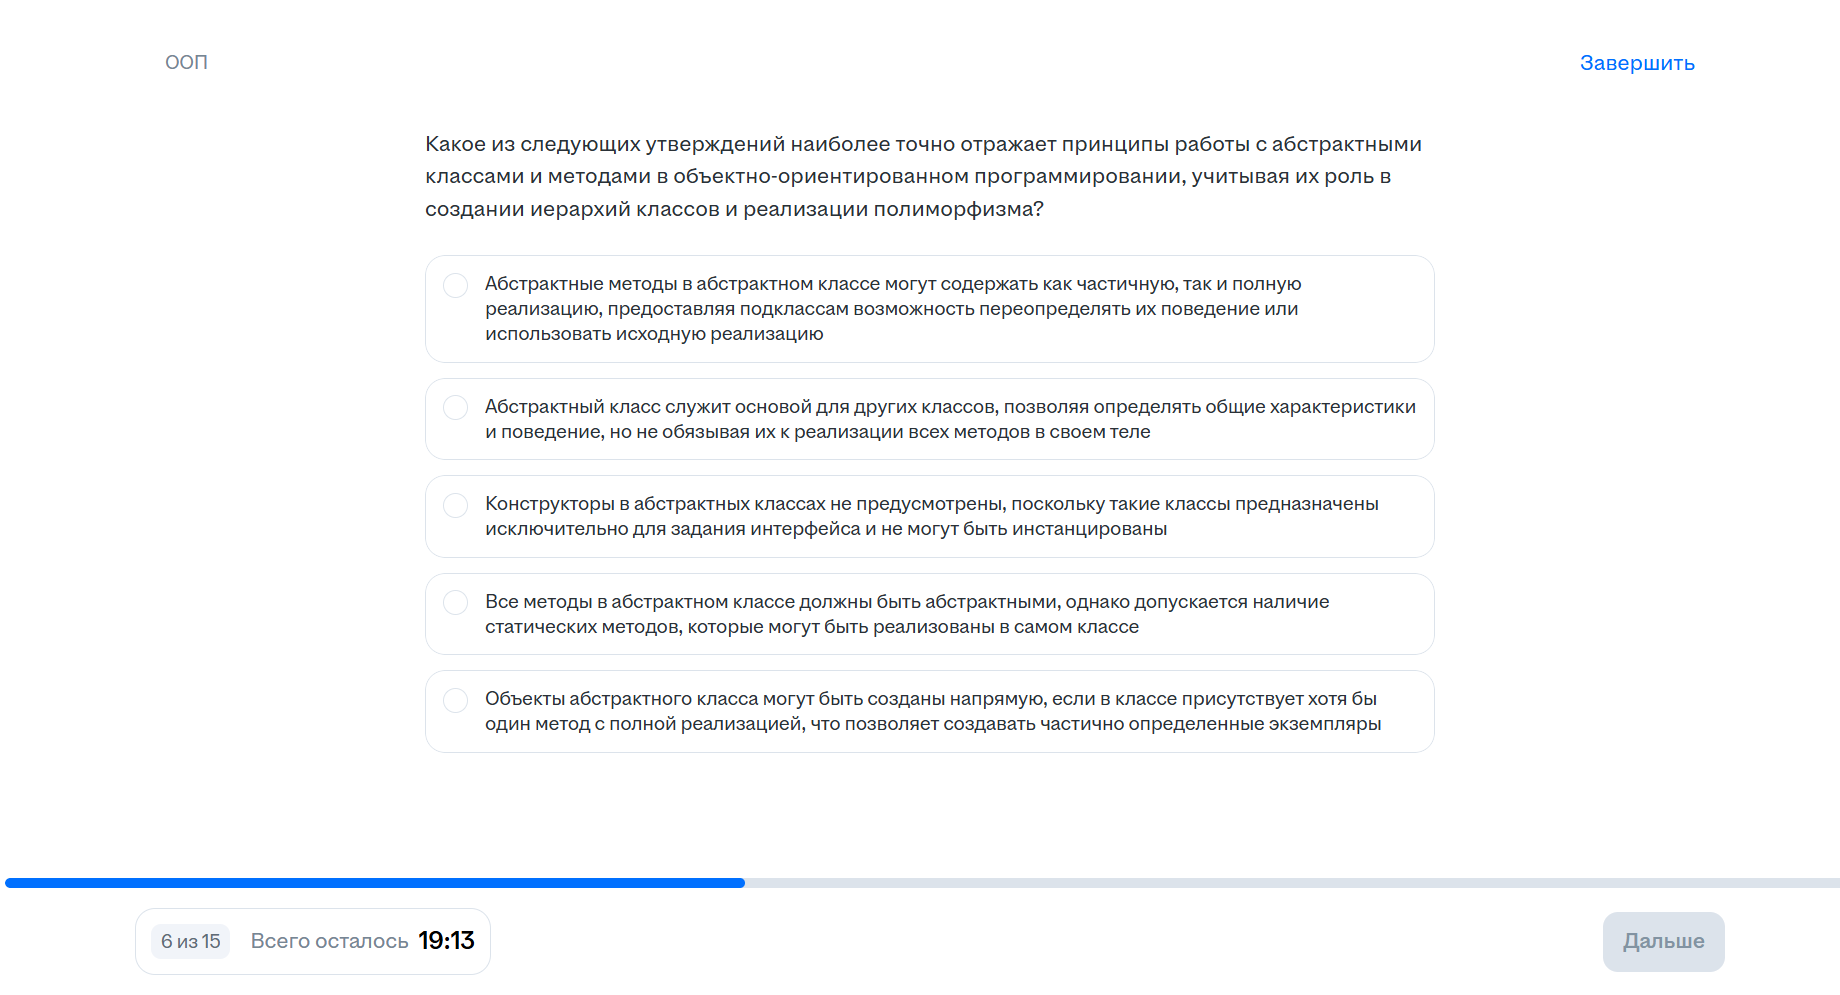 ООП
Завершить
Какое из следующих утверждений наиболее точно отражает принципы работы с абстрактными
классами и методами в объектно-ориентированном программировании, учитывая их роль в
создании иерархий классов и реализации полиморфизма?
Абстрактные методы в абстрактном классе могут содержать как частичную, так и полную
реализацию, предоставляя подклассам возможность переопределять их поведение или
использовать исходную реализацию
Абстрактный класс служит основой для других классов, позволяя определять общие характеристики
и поведение, но не обязывая их к реализации всех методов в своем теле
Конструкторы в абстрактных классах не предусмотрены, поскольку такие классы предназначены
исключительно для задания интерфейса и не могут быть инстанцированы
Все методы в абстрактном классе должны быть абстрактными, однако допускается наличие
статических методов, которые могут быть реализованы в самом классе
Объекты абстрактного класса могут быть созданы напрямую, если в классе присутствует хотя бы
один метод с полной реализацией, что позволяет создавать частично определенные экземпляры
6 из 15 Всего осталось 19:13
Дальше